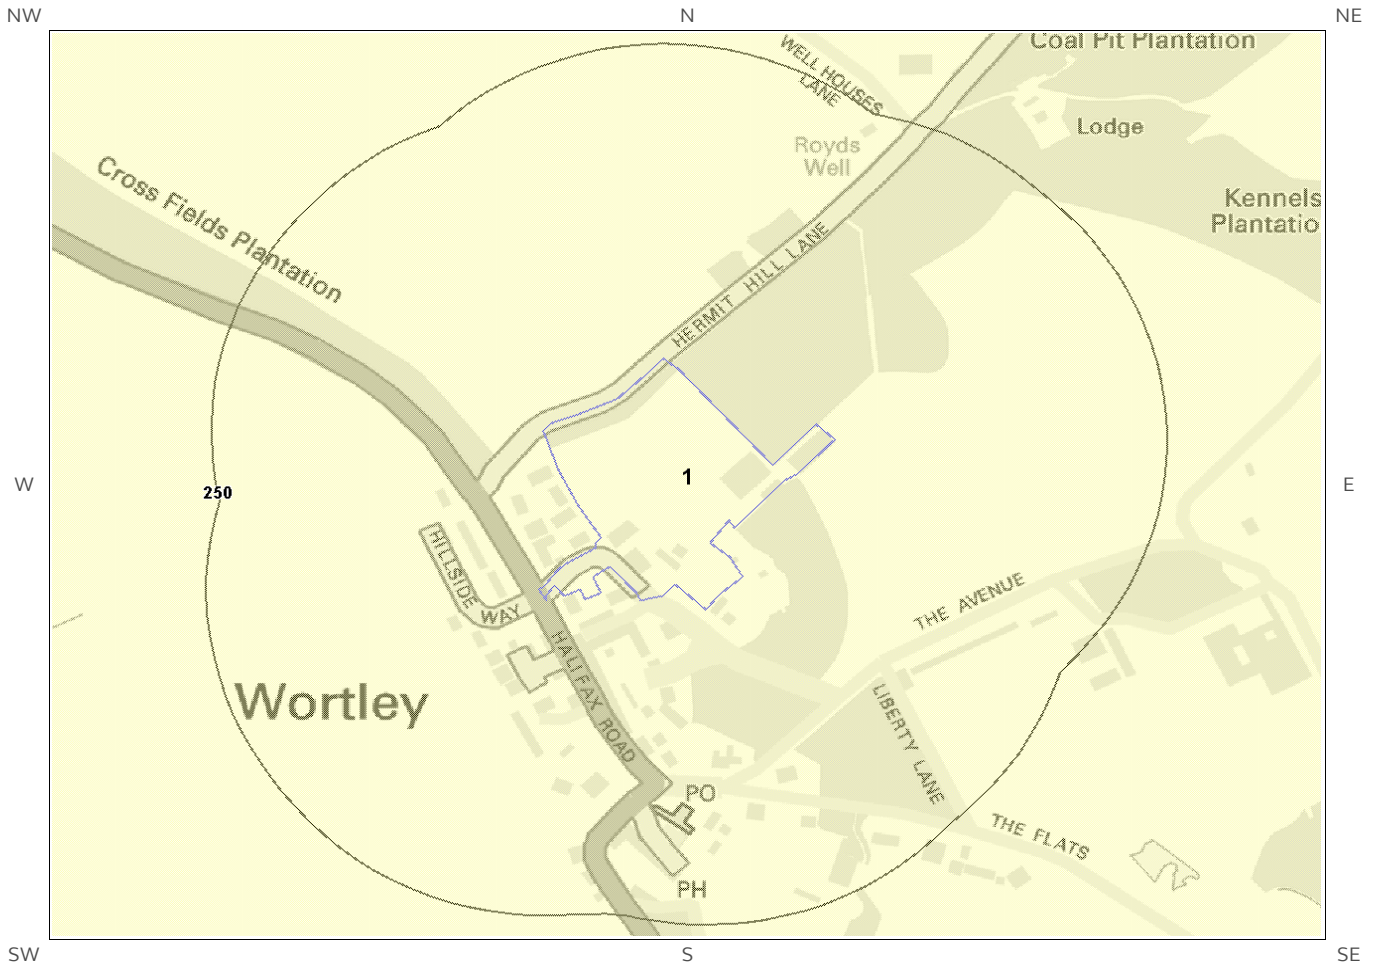 NW
N
NE
Coal Pit Plantation
WELL HOUSES
LANE
Lodge
Royds
Well
Cross Fields Plantation
Kennels
Plantatio
HERMIT HILL LANE
W
1
E
250
HILLSIDE WAY
THE AVENUE
HALIFAX ROAD
Wortley
LIBERTY LANE
PO
THE FLATS
PH
SW
S
SE